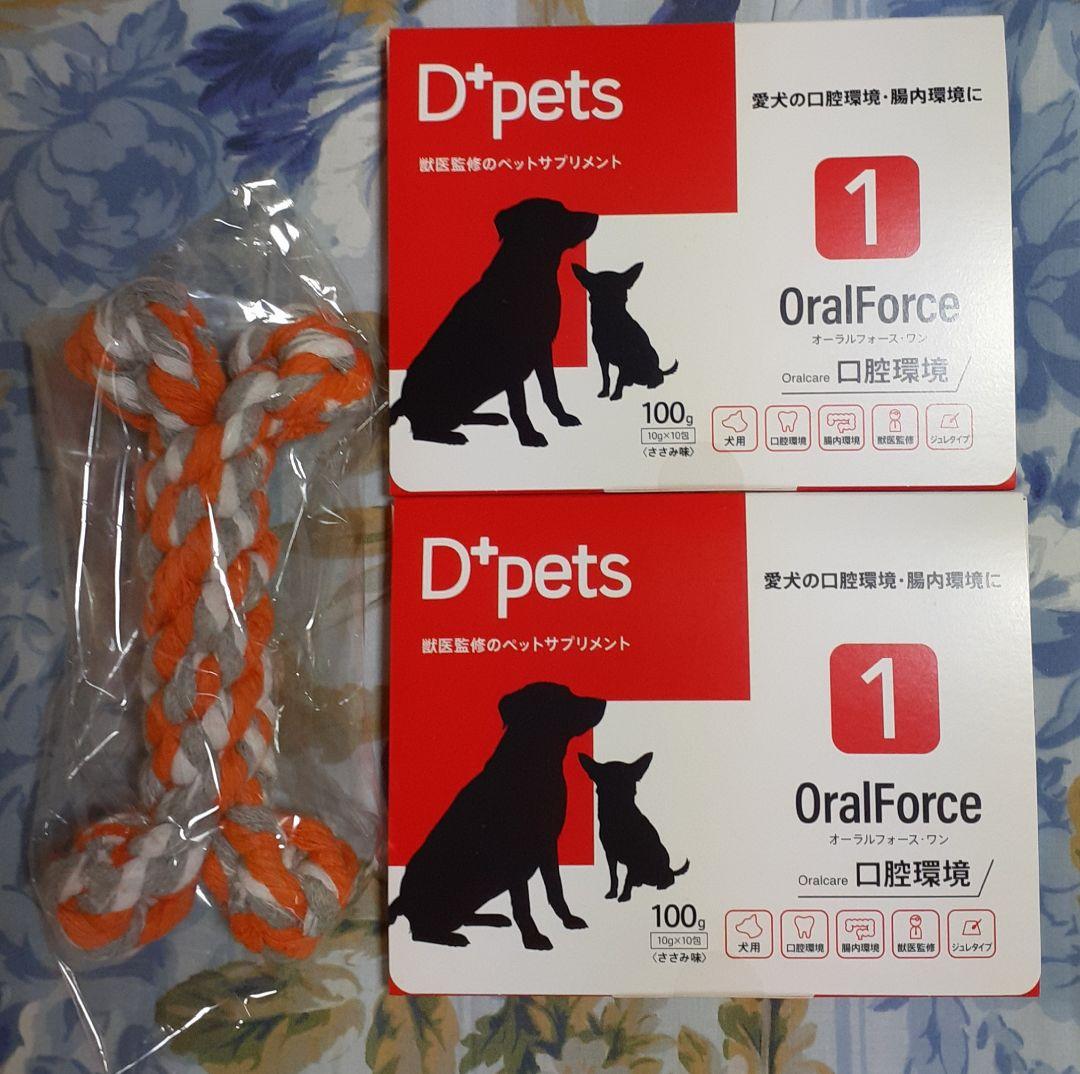 D+pets
獣医監修のペットサプリメント
愛犬の口腔環境・腸内環境に
1
OralForce
オーラルフォース・ワン
Oralcare 口腔環境
100g
10g×10包
〈ささみ味〉
犬用
口腔環境
腸内環境
獣医監修
ジュレタイプ
D+pets
獣医監修のペットサプリメント
愛犬の口腔環境・腸内環境に
1
OralForce
オーラルフォース・ワン
Oralcare 口腔環境
100g
10g×10包
〈ささみ味〉
犬用
口腔環境
腸内環境
獣医監修
ジュレタイプ